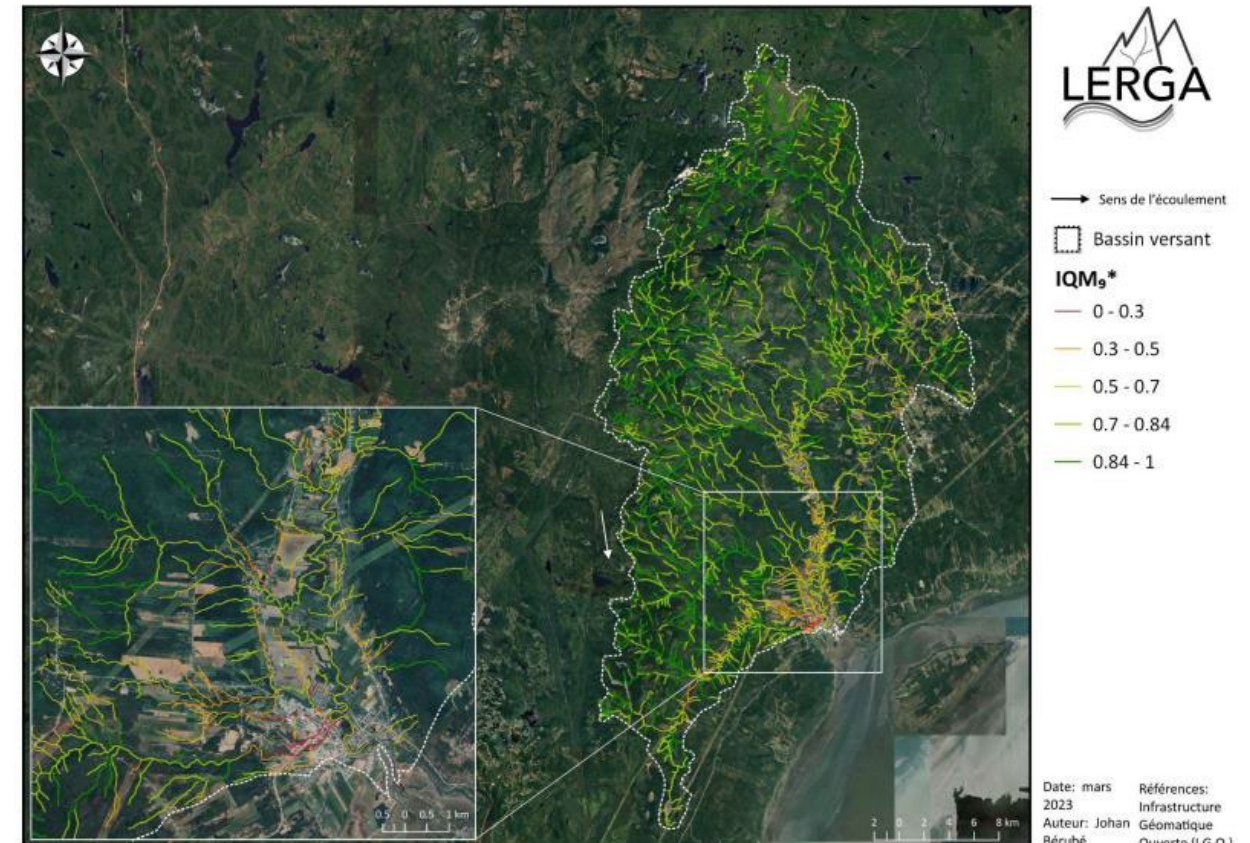 LERGA
Sens de l'écoulement
Bassin versant
IQM₉*
0 - 0.3
0.3 - 0.5
0.5 - 0.7
0.7 - 0.84
0.84 - 1
0.5 0 0.5 1 km
2 0 2 4 6 8 km
Date: mars
2023
Auteur: Johan
Bérubé
Références:
Infrastructure
Géomatique
Ouverte (I.G.O.)